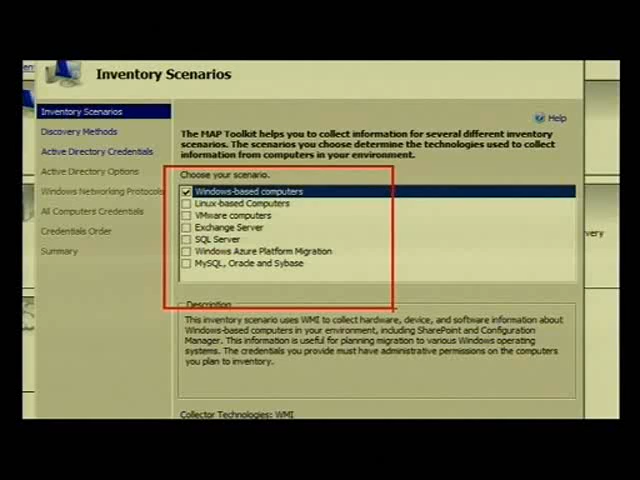 Inventory Scenarios
Inventory Scenarios
Discovery Methods
Active Directory Credentials
Active Directory Options
Windows Networking Protocols
All Computers Credentials
Credentials Order
Summary
Help
The MAP Toolkit helps you to collect information for several different inventory
scenarios. The scenarios you choose determine the technologies used to collect
information from computers in your environment.
Choose your scenario.
Windows-based computers
Linux-based Computers
VMware computers
Exchange Server
SQL Server
Windows Azure Platform Migration
MySQL, Oracle and Sybase
Description
This inventory scenario uses WMI to collect hardware, device, and software information about
Windows-based computers in your environment, including SharePoint and Configuration
Manager. This information is useful for planning migration to various Windows operating
systems. The credentials you provide must have administrative permissions on the computers
you plan to inventory.
Collector Technologies: WMI